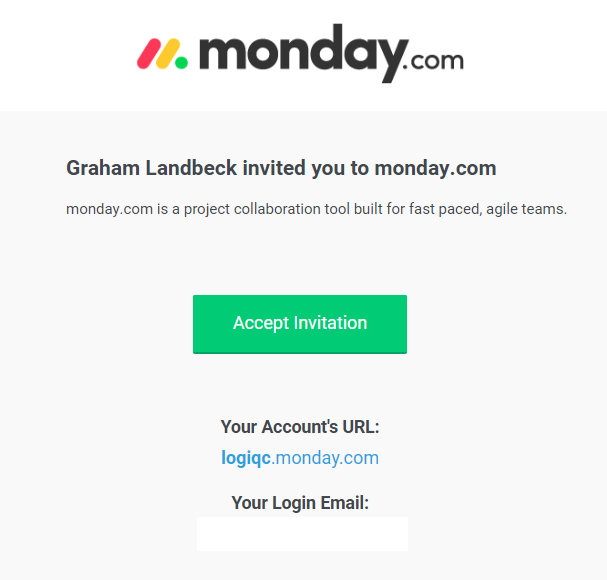 monday.com
Graham Landbeck invited you to monday.com
monday.com is a project collaboration tool built for fast paced, agile teams.
Accept Invitation
Your Account's URL:
logiqc.monday.com
Your Login Email: